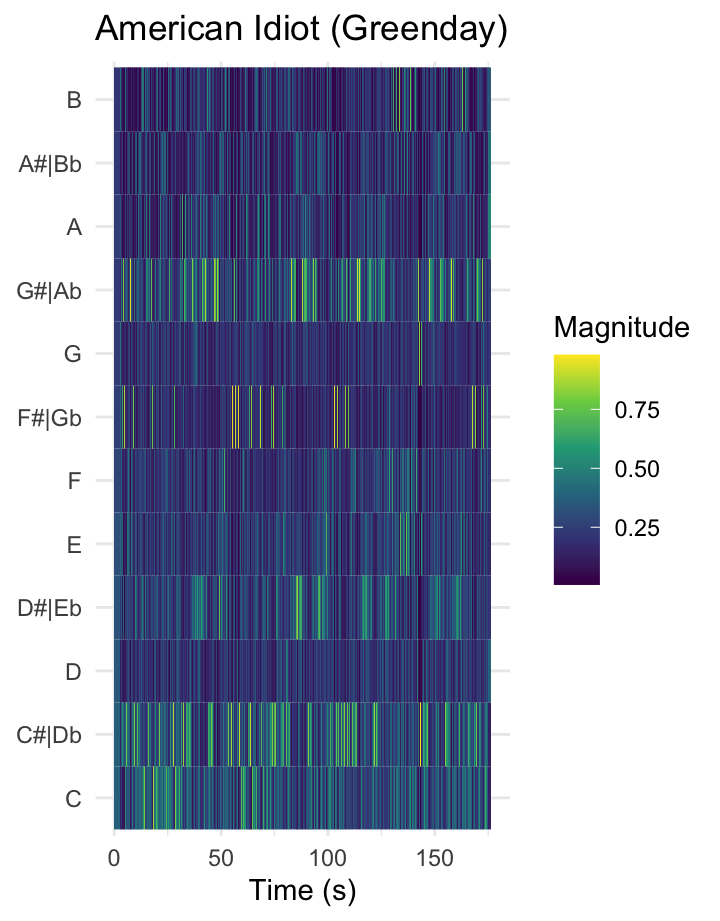 American Idiot (Greenday)
B
A#|Bb
A
G#|Ab
G
F#|Gb
F
E
D#|Eb
D
C#|Db
C
0 50 100 150
Time (s)
Magnitude
0.75
0.50
0.25